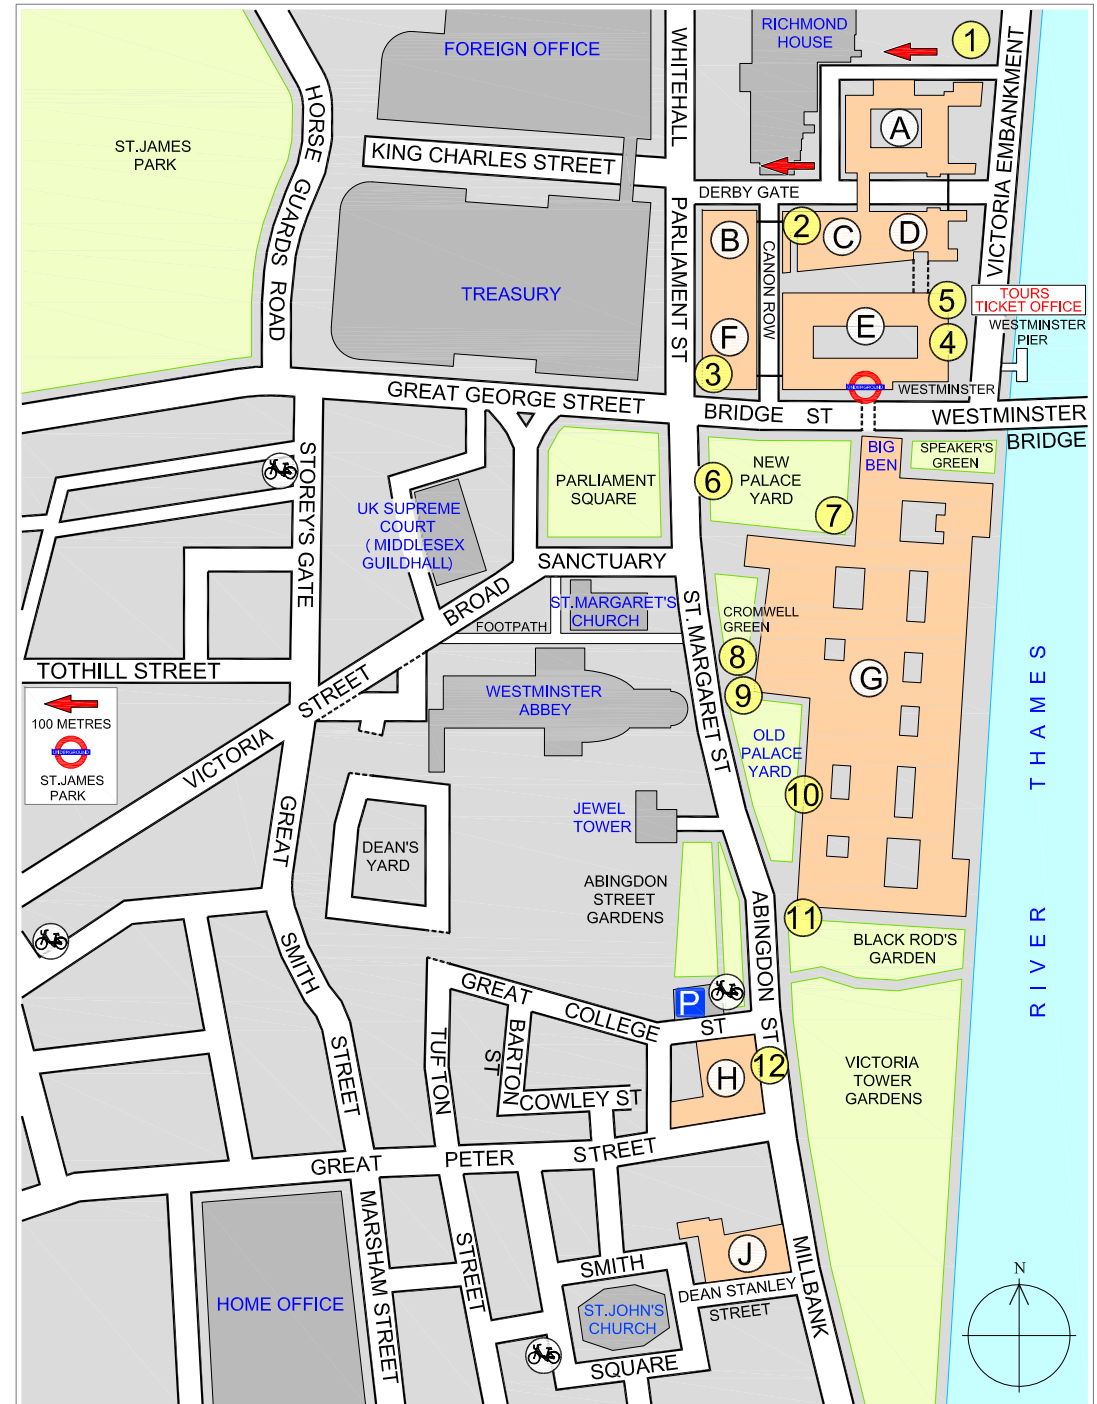 RICHMOND
HOUSE
1
FOREIGN OFFICE
WHITEHALL
HORSE GUARDS ROAD
ST.JAMES
PARK
KING CHARLES STREET
A
VICTORIA EMBANKMENT
DERBY GATE
PARLIAMENT ST
B
CANON ROW
2
C
D
TREASURY
5
TOURS
TICKET OFFICE
E
F
4
WESTMINSTER
PIER
3
WESTMINSTER
GREAT GEORGE STREET
BRIDGE ST
WESTMINSTER
BRIDGE
STOREY'S GATE
BIG
BEN
SPEAKER'S
GREEN
NEW
PALACE
YARD
6
7
PARLIAMENT
SQUARE
UK SUPREME
COURT
( MIDDLESEX
GUILDHALL)
BROAD SANCTUARY
ST.MARGARET'S
CHURCH
FOOTPATH
ST. MARGARET ST
CROMWELL
GREEN
8
9
G
TOTHILL STREET
100 METRES
ST.JAMES
PARK
VICTORIA STREET
WESTMINSTER
ABBEY
OLD
PALACE
YARD
10
RIVER THAMES
JEWEL
TOWER
GREAT SMITH STREET
DEAN'S
YARD
ABINGDON
STREET
GARDENS
ABINGDON ST
11
BLACK ROD'S
GARDEN
GREAT COLLEGE ST
P
TUFTON STREET
BARTON
ST
COWLEY ST
H
12
VICTORIA
TOWER
GARDENS
GREAT PETER STREET
MARSHAM STREET
HOME OFFICE
SMITH
SQUARE
ST.JOHN'S
CHURCH
J
DEAN STANLEY
STREET
MILLBANK
N